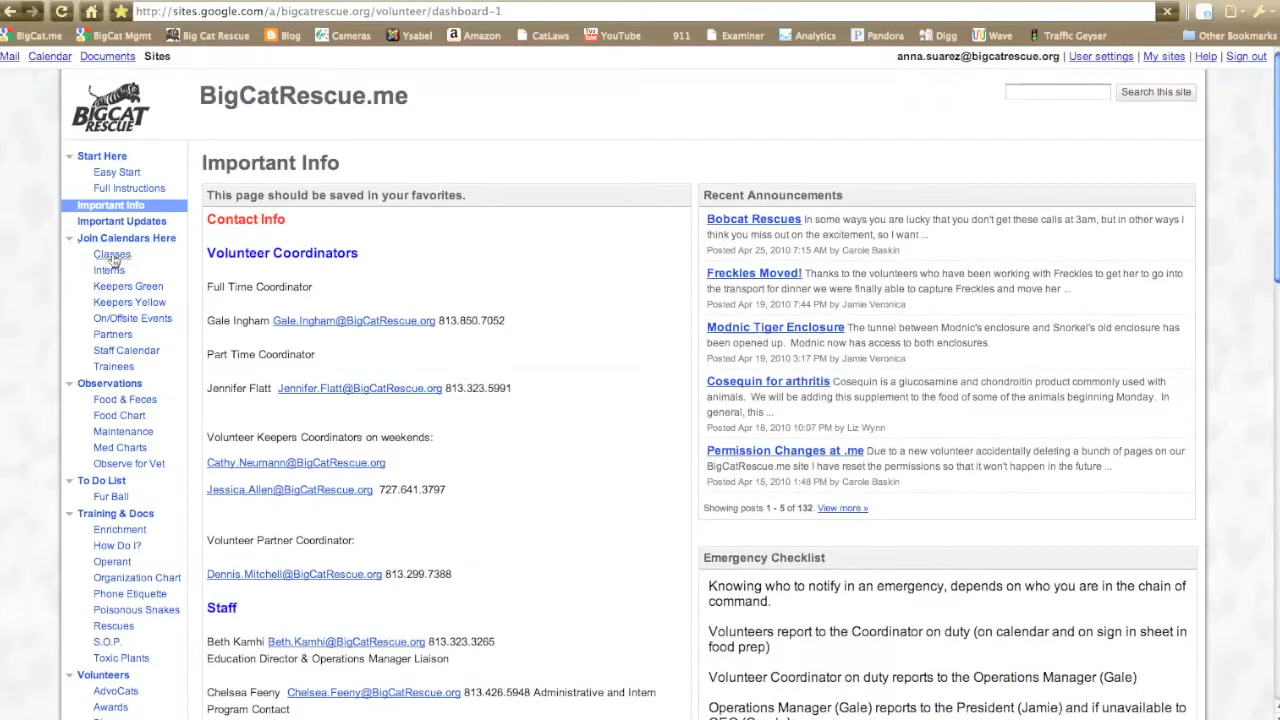 http://sites.google.com/a/bigcatrescue.org/volunteer/dashboard-1
BigCat.me BigCat Mgmt Big Cat Rescue Blog Cameras Ysabel Amazon CatLaws YouTube 911 Examiner Analytics Pandora Digg Wave Traffic Geyser Other Bookmarks
Mail Calendar Documents Sites anna.suarez@bigcatrescue.org | User settings | My sites | Help | Sign out
BIGCAT
RESCUE
BigCatRescue.me
Search this site
Start Here
Easy Start
Full Instructions
Important Info
Important Updates
Join Calendars Here
Classes
Interns
Keepers Green
Keepers Yellow
On/Offsite Events
Partners
Staff Calendar
Trainees
Observations
Food & Feces
Food Chart
Maintenance
Med Charts
Observe for Vet
To Do List
Fur Ball
Training & Docs
Enrichment
How Do I?
Operant
Organization Chart
Phone Etiquette
Poisonous Snakes
Rescues
S.O.P.
Toxic Plants
Volunteers
AdvoCats
Awards
Important Info
This page should be saved in your favorites.
Contact Info
Volunteer Coordinators
Full Time Coordinator
Gale Ingham Gale.Ingham@BigCatRescue.org 813.850.7052
Part Time Coordinator
Jennifer Flatt Jennifer.Flatt@BigCatRescue.org 813.323.5991
Volunteer Keepers Coordinators on weekends:
Cathy.Neumann@BigCatRescue.org
Jessica.Allen@BigCatRescue.org 727.641.3797
Volunteer Partner Coordinator:
Dennis.Mitchell@BigCatRescue.org 813.299.7388
Staff
Beth Kamhi Beth.Kamhi@BigCatRescue.org 813.323.3265
Education Director & Operations Manager Liaison
Chelsea Feeny Chelsea.Feeny@BigCatRescue.org 813.426.5948 Administrative and Intern
Program Contact
Recent Announcements
Bobcat Rescues In some ways you are lucky that you don't get these calls at 3am, but in other ways I
think you miss out on the excitement, so I want ...
Posted Apr 25, 2010 7:15 AM by Carole Baskin
Freckles Moved! Thanks to the volunteers who have been working with Freckles to get her to go into
the transport for dinner we were finally able to capture Freckles and move her ...
Posted Apr 19, 2010 7:44 PM by Jamie Veronica
Modnic Tiger Enclosure The tunnel between Modnic's enclosure and Snorkel's old enclosure has
been opened up. Modnic now has access to both enclosures.
Posted Apr 19, 2010 3:17 PM by Jamie Veronica
Cosequin for arthritis Cosequin is a glucosamine and chondroitin product commonly used with
animals. We will be adding this supplement to the food of some of the animals beginning Monday. In
general, this ...
Posted Apr 18, 2010 10:07 PM by Liz Wynn
Permission Changes at .me Due to a new volunteer accidentally deleting a bunch of pages on our
BigCatRescue.me site I have reset the permissions so that it won't happen in the future ...
Posted Apr 15, 2010 1:48 PM by Carole Baskin
Showing posts 1 - 5 of 132. View more »
Emergency Checklist
Knowing who to notify in an emergency, depends on who you are in the chain of
command.
Volunteers report to the Coordinator on duty (on calendar and on sign in sheet in
food prep)
Volunteer Coordinator on duty reports to the Operations Manager (Gale)
Operations Manager (Gale) reports to the President (Jamie) and if unavailable to